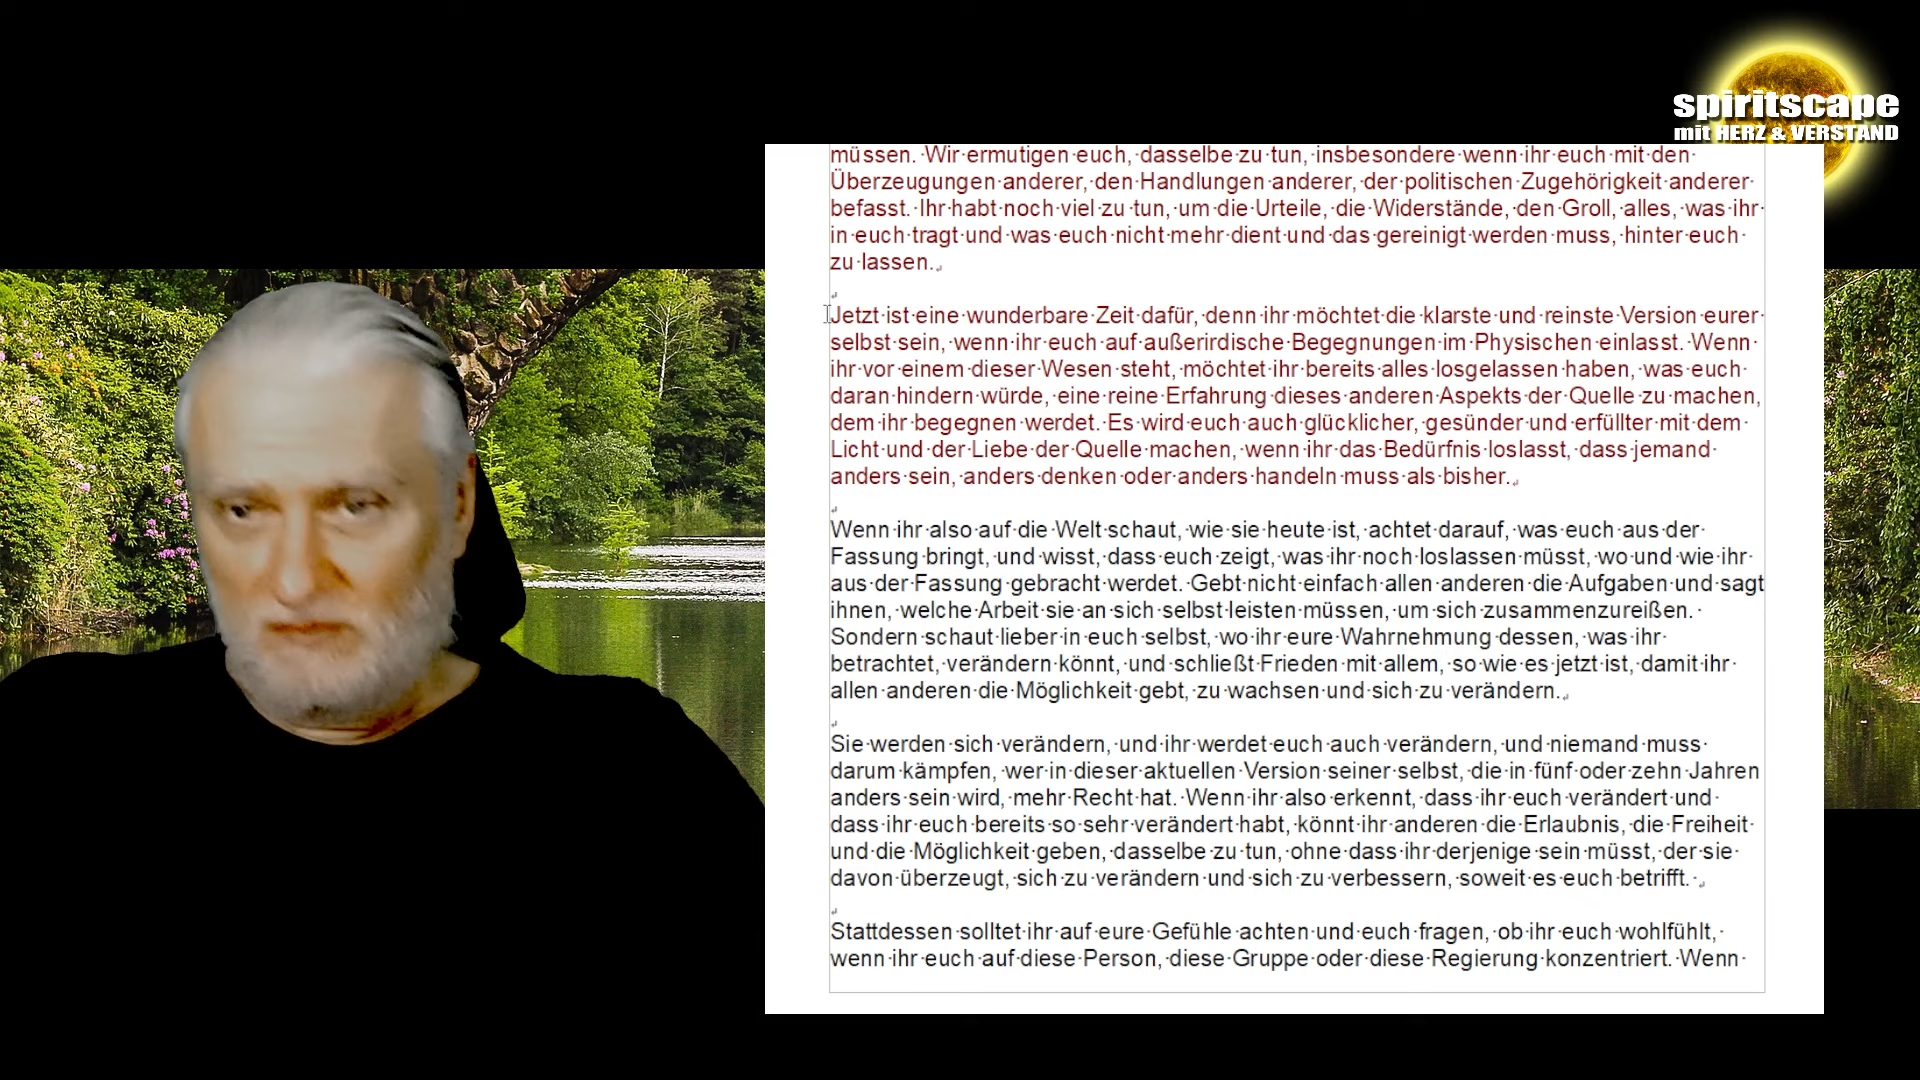 spiritscape
mit HERZ & VERSTAND
müssen. Wir ermutigen euch, dasselbe zu tun, insbesondere wenn ihr euch mit den
Überzeugungen anderer, den Handlungen anderer, der politischen Zugehörigkeit anderer
befasst. Ihr habt noch viel zu tun, um die Urteile, die Widerstände, den Groll, alles, was ihr
in euch tragt und was euch nicht mehr dient und das gereinigt werden muss, hinter euch
zu lassen.
Jetzt ist eine wunderbare Zeit dafür, denn ihr möchtet die klarste und reinste Version eurer
selbst sein, wenn ihr euch auf außerirdische Begegnungen im Physischen einlasst. Wenn
ihr vor einem dieser Wesen steht, möchtet ihr bereits alles losgelassen haben, was euch
daran hindern würde, eine reine Erfahrung dieses anderen Aspekts der Quelle zu machen,
dem ihr begegnen werdet. Es wird euch auch glücklicher, gesünder und erfüllter mit dem
Licht und der Liebe der Quelle machen, wenn ihr das Bedürfnis loslasst, dass jemand
anders sein, anders denken oder anders handeln muss als bisher.
Wenn ihr also auf die Welt schaut, wie sie heute ist, achtet darauf, was euch aus der
Fassung bringt, und wisst, dass euch zeigt, was ihr noch loslassen müsst, wo und wie ihr
aus der Fassung gebracht werdet. Gebt nicht einfach allen anderen die Aufgaben und sagt
ihnen, welche Arbeit sie an sich selbst leisten müssen, um sich zusammenzureißen.
Sondern schaut lieber in euch selbst, wo ihr eure Wahrnehmung dessen, was ihr
betrachtet, verändern könnt, und schließt Frieden mit allem, so wie es jetzt ist, damit ihr
allen anderen die Möglichkeit gebt, zu wachsen und sich zu verändern.
Sie werden sich verändern, und ihr werdet euch auch verändern, und niemand muss
darum kämpfen, wer in dieser aktuellen Version seiner selbst, die in fünf oder zehn Jahren
anders sein wird, mehr Recht hat. Wenn ihr also erkennt, dass ihr euch verändert und
dass ihr euch bereits so sehr verändert habt, könnt ihr anderen die Erlaubnis, die Freiheit
und die Möglichkeit geben, dasselbe zu tun, ohne dass ihr derjenige sein müsst, der sie
davon überzeugt, sich zu verändern und sich zu verbessern, soweit es euch betrifft.
Stattdessen solltet ihr auf eure Gefühle achten und euch fragen, ob ihr euch wohlfühlt,
wenn ihr euch auf diese Person, diese Gruppe oder diese Regierung konzentriert. Wenn